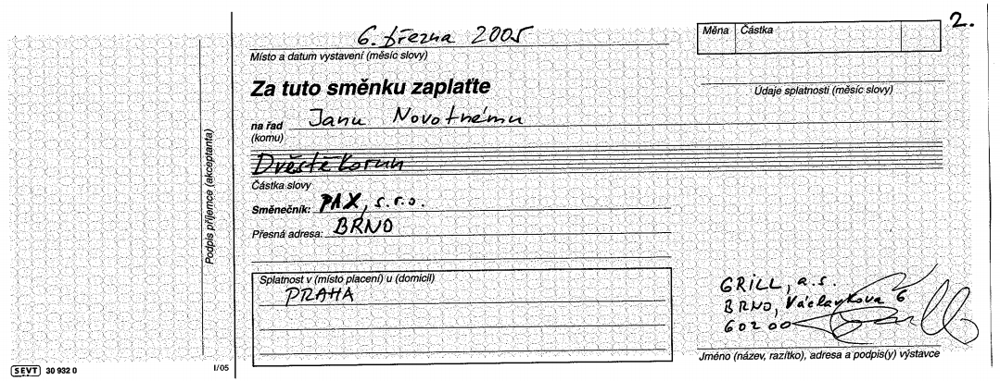 2.
6. března 2005
Místo a datum vystavení (měsíc slovy)
Měna Částka
Za tuto směnku zaplaťte
Údaje splatnosti (měsíc slovy)
na řad Janu Novotnému
(komu)
Dvěstě korun
Částka slovy
Směnečník: PAX, s.r.o.
Přesná adresa: BRNO
Podpis příjemce (akceptanta)
Splatnost v (místo placení) u (domicil)
PRAHA
GRILL, a.s.
BRNO, Václavkova 6
60200
Jméno (název, razítko), adresa a podpis(y) výstavce
SEVT 30 932 0
I/05